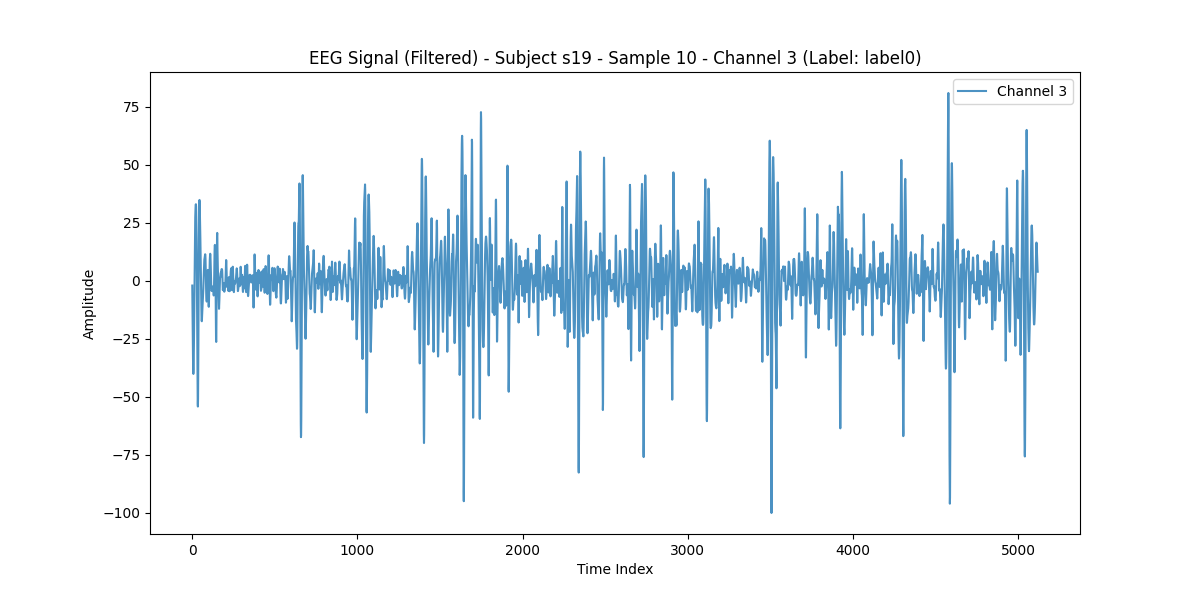 EEG Signal (Filtered) - Subject s19 - Sample 10 - Channel 3 (Label: label0)
Channel 3
75
50
25
0
−25
−50
−75
−100
Amplitude
0 1000 2000 3000 4000 5000
Time Index